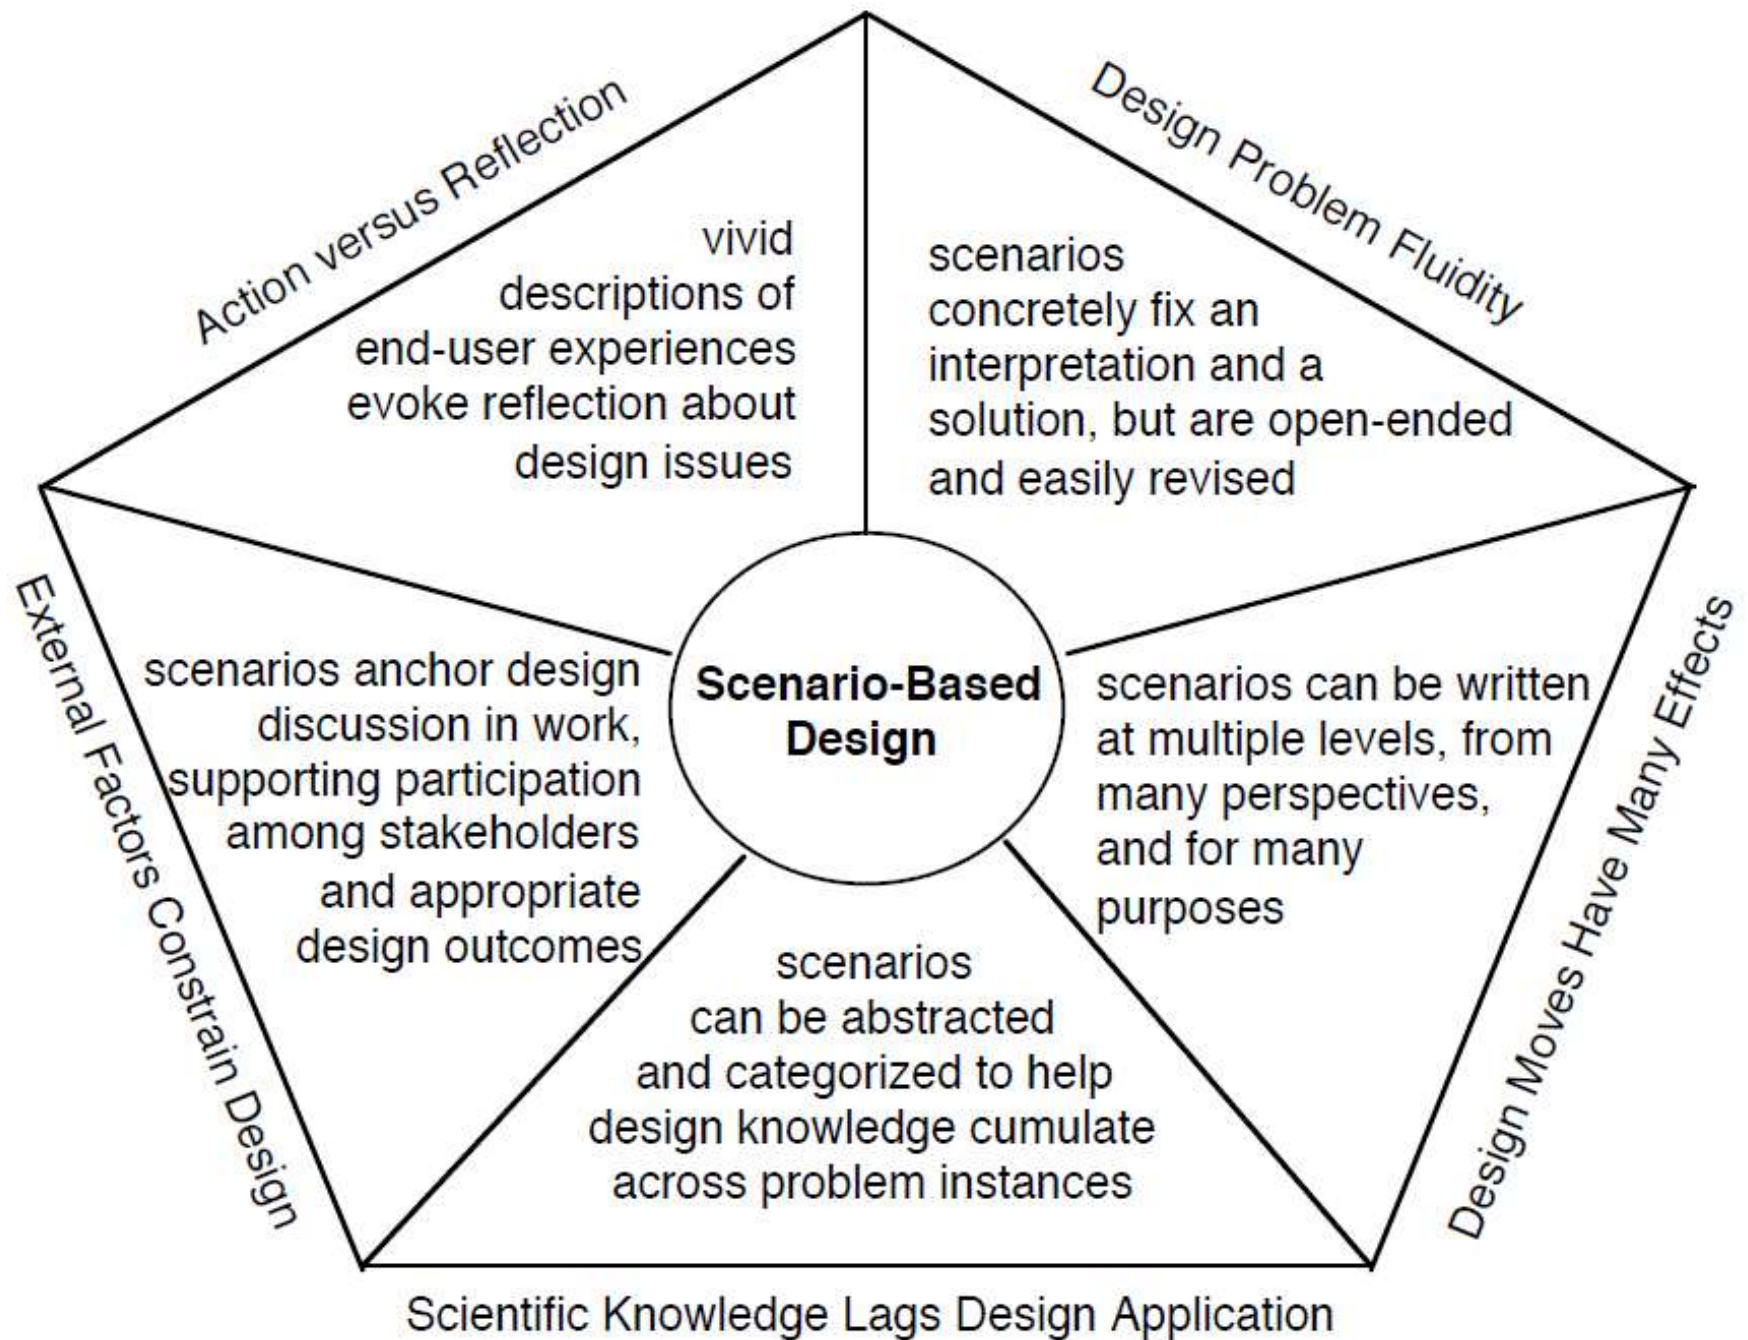 Action versus Reflection
Design Problem Fluidity
vivid
descriptions of
end-user experiences
evoke reflection about
design issues
scenarios
concretely fix an
interpretation and a
solution, but are open-ended
and easily revised
External Factors Constrain Design
scenarios anchor design
discussion in work,
supporting participation
among stakeholders
and appropriate
design outcomes
Scenario-Based
Design
scenarios can be written
at multiple levels, from
many perspectives,
and for many
purposes
Design Moves Have Many Effects
scenarios
can be abstracted
and categorized to help
design knowledge cumulate
across problem instances
Scientific Knowledge Lags Design Application